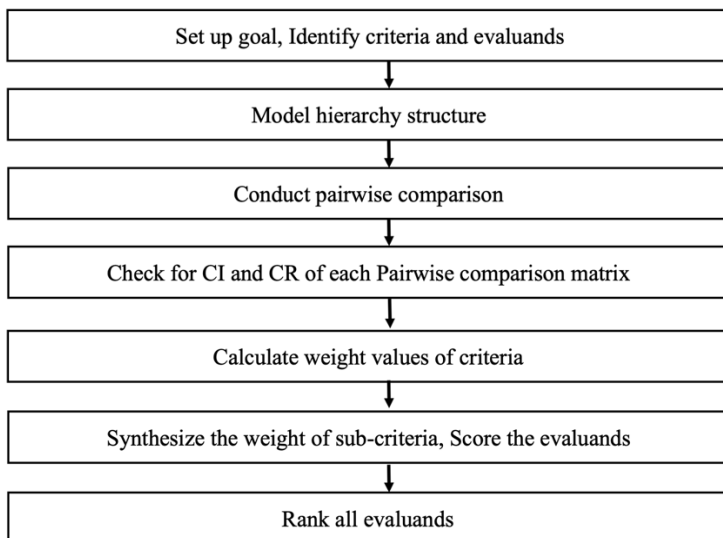 Set up goal, Identify criteria and evaluands
Model hierarchy structure
Conduct pairwise comparison
Check for CI and CR of each Pairwise comparison matrix
Calculate weight values of criteria
Synthesize the weight of sub-criteria, Score the evaluands
Rank all evaluands